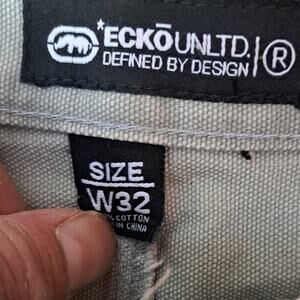 *ECKŌUNLTD.
DEFINED BY DESIGN
®
SIZE
W32
% COTTON
IN CHINA